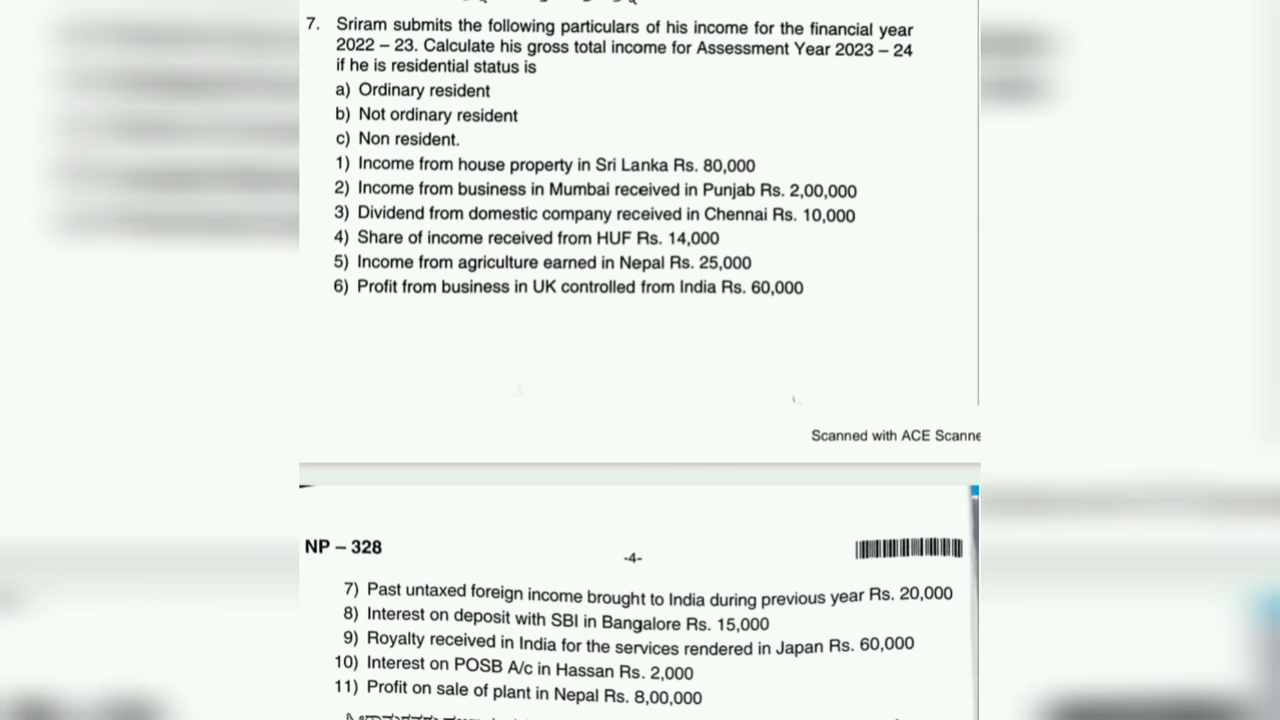 7. Sriram submits the following particulars of his income for the financial year
2022 – 23. Calculate his gross total income for Assessment Year 2023 – 24
if he is residential status is
a) Ordinary resident
b) Not ordinary resident
c) Non resident.
1) Income from house property in Sri Lanka Rs. 80,000
2) Income from business in Mumbai received in Punjab Rs. 2,00,000
3) Dividend from domestic company received in Chennai Rs. 10,000
4) Share of income received from HUF Rs. 14,000
5) Income from agriculture earned in Nepal Rs. 25,000
6) Profit from business in UK controlled from India Rs. 60,000
Scanned with ACE Scanne
NP – 328
-4-
7) Past untaxed foreign income brought to India during previous year Rs. 20,000
8) Interest on deposit with SBI in Bangalore Rs. 15,000
9) Royalty received in India for the services rendered in Japan Rs. 60,000
10) Interest on POSB A/c in Hassan Rs. 2,000
11) Profit on sale of plant in Nepal Rs. 8,00,000